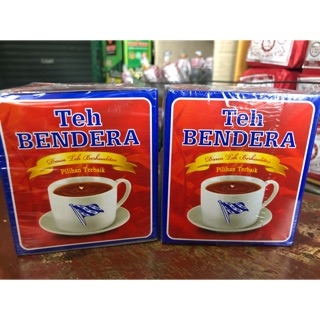 Teh
BENDERA
Daun Teh Berkualitas
Pilihan Terbaik
Teh
BENDERA
Daun Teh Berkualitas
Pilihan Terbaik